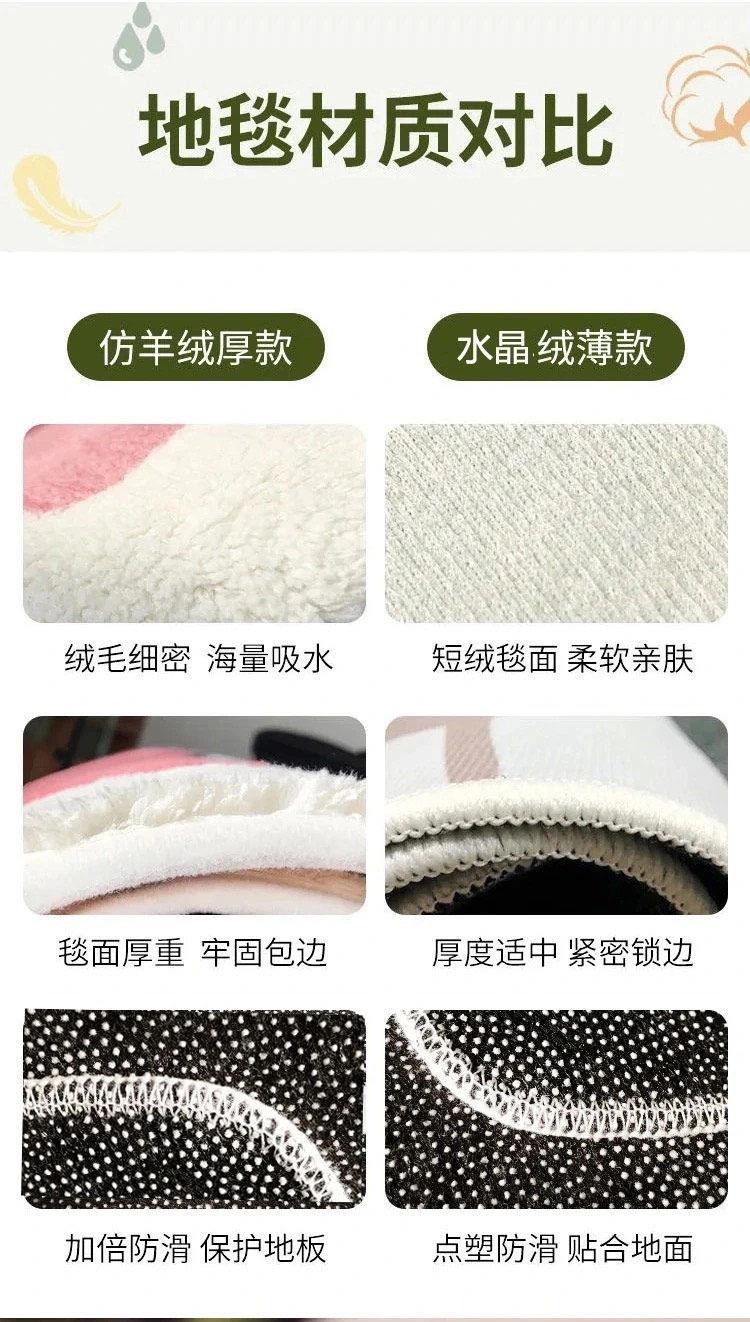 地毯材质对比
仿羊绒厚款 水晶绒薄款
绒毛细密 海量吸水 短绒毯面 柔软亲肤
毯面厚重 牢固包边 厚度适中 紧密锁边
加倍防滑 保护地板 点塑防滑 贴合地面